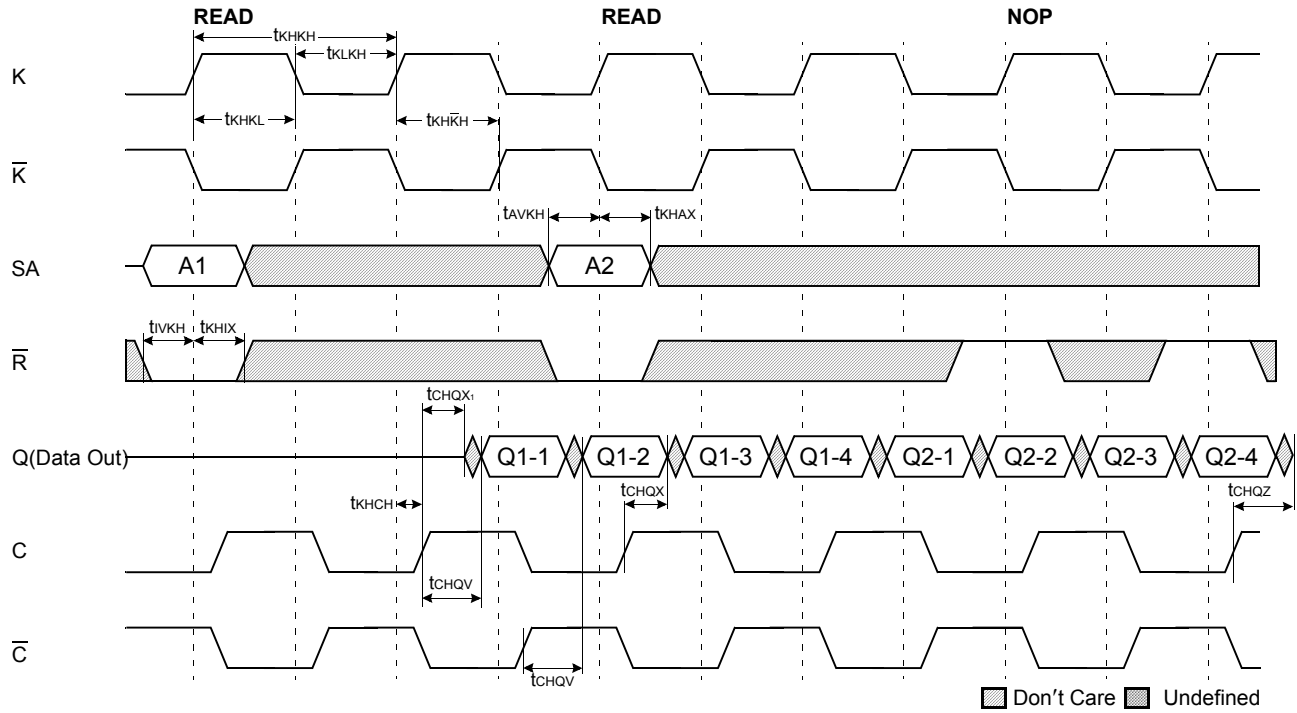 READ READ NOP
tKHKH
tKLKH
K
tKHKL tKHK̅H
K̅
tAVKH tKHAX
SA A1 A2
tIVKH tKHIX
R̅
tCHQX1
Q(Data Out) Q1-1 Q1-2 Q1-3 Q1-4 Q2-1 Q2-2 Q2-3 Q2-4
tKHCH tCHQX tCHQZ
C
tCHQV
C̅
tCHQV
Don't Care Undefined